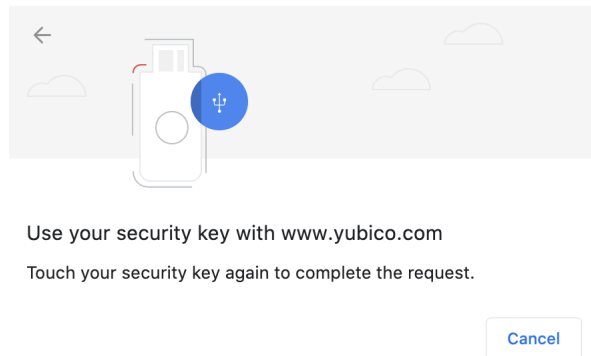 Use your security key with www.yubico.com
Touch your security key again to complete the request.
Cancel